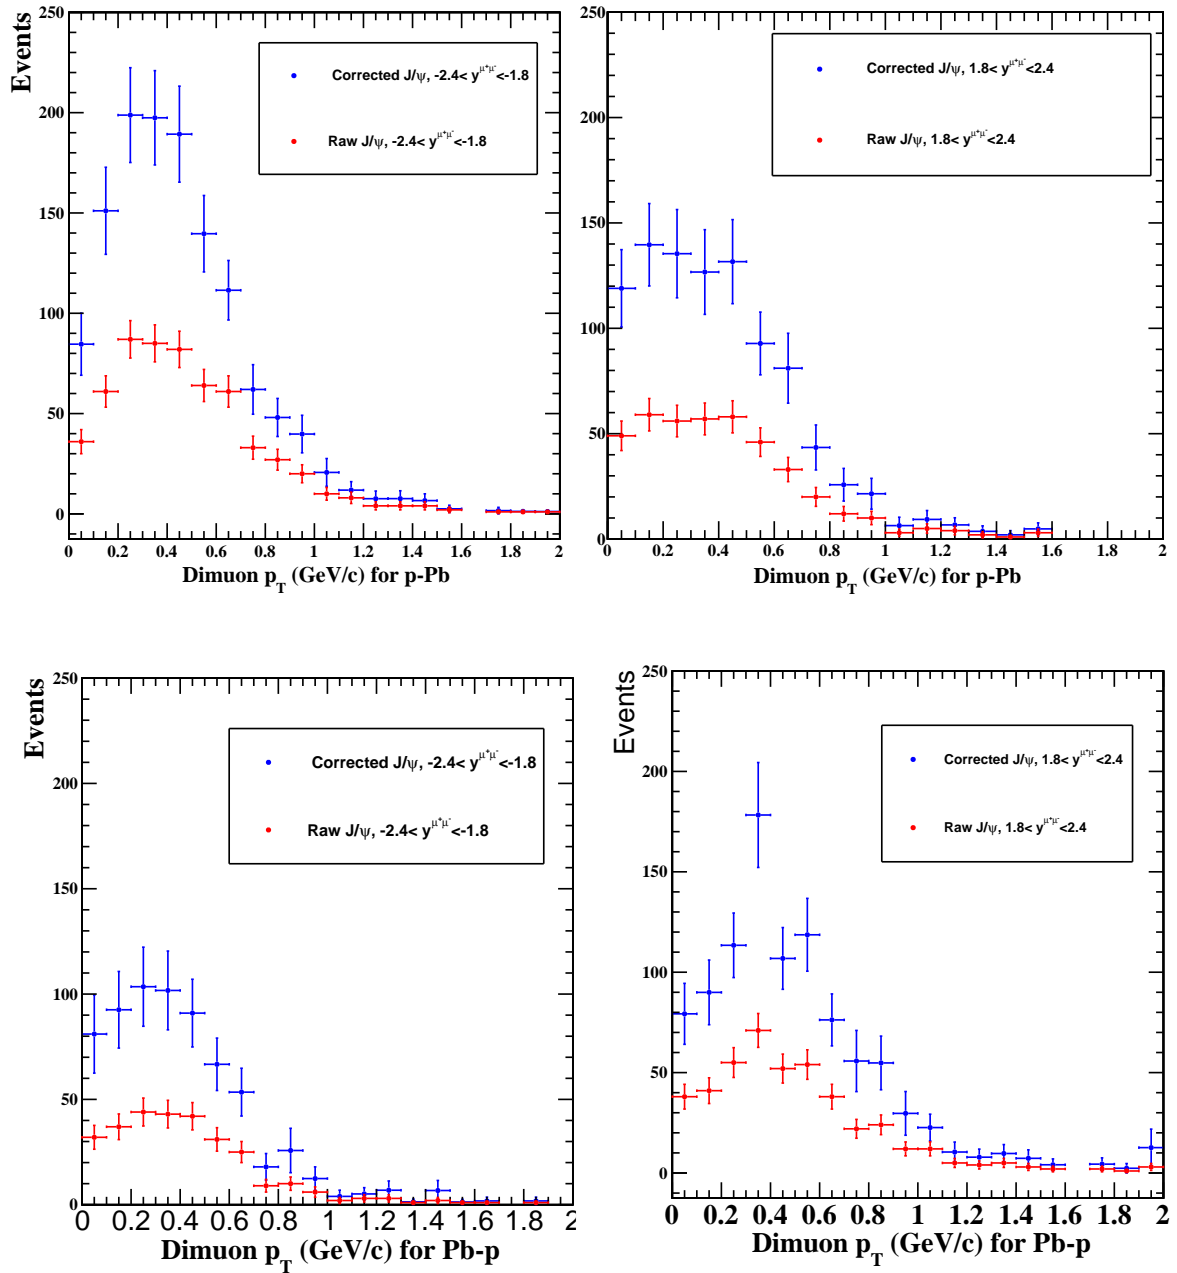 Events
250
200
150
100
50
0
Corrected J/ψ, -2.4< y^μ⁺μ⁻ <-1.8
Raw J/ψ, -2.4< y^μ⁺μ⁻ <-1.8
0 0.2 0.4 0.6 0.8 1 1.2 1.4 1.6 1.8 2
Dimuon p_T (GeV/c) for p-Pb
250
200
150
100
50
0
Corrected J/ψ, 1.8< y^μ⁺μ⁻ <2.4
Raw J/ψ, 1.8< y^μ⁺μ⁻ <2.4
0 0.2 0.4 0.6 0.8 1 1.2 1.4 1.6 1.8 2
Dimuon p_T (GeV/c) for p-Pb
Events
250
200
150
100
50
0
Corrected J/ψ, -2.4< y^μ⁺μ⁻ <-1.8
Raw J/ψ, -2.4< y^μ⁺μ⁻ <-1.8
0 0.2 0.4 0.6 0.8 1 1.2 1.4 1.6 1.8 2
Dimuon p_T (GeV/c) for Pb-p
Events
250
200
150
100
50
0
Corrected J/ψ, 1.8< y^μ⁺μ⁻ <2.4
Raw J/ψ, 1.8< y^μ⁺μ⁻ <2.4
0 0.2 0.4 0.6 0.8 1 1.2 1.4 1.6 1.8 2
Dimuon p_T (GeV/c) for Pb-p